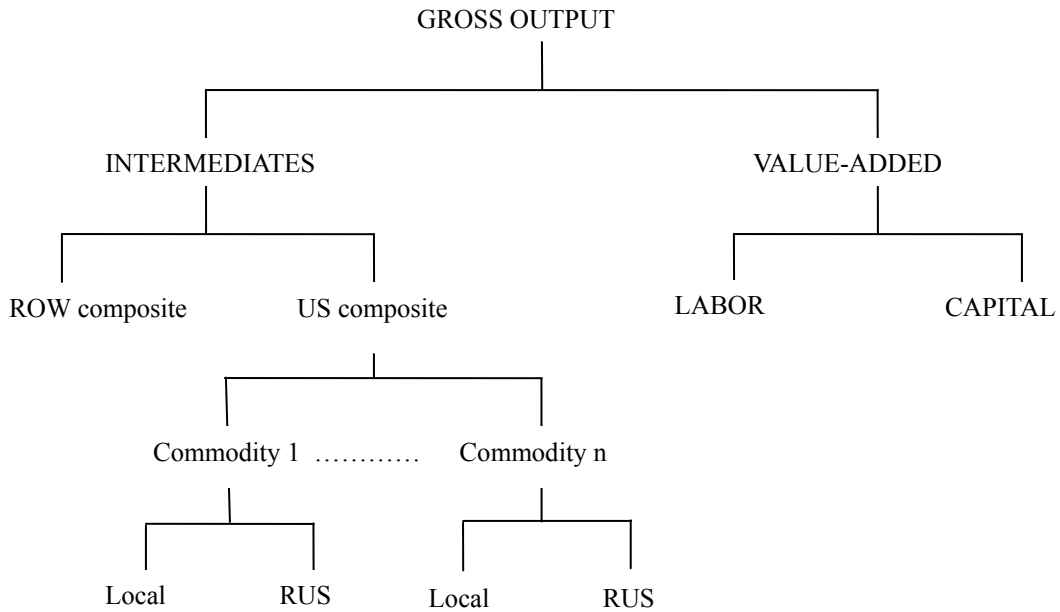 GROSS OUTPUT
INTERMEDIATES VALUE-ADDED
ROW composite US composite LABOR CAPITAL
Commodity 1 ………… Commodity n
Local RUS Local RUS